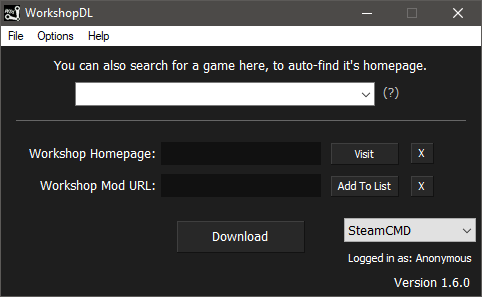 WorkshopDL
File Options Help
You can also search for a game here, to auto-find it's homepage.
(?)
Workshop Homepage: Visit X
Workshop Mod URL: Add To List X
Download
SteamCMD
Logged in as: Anonymous
Version 1.6.0